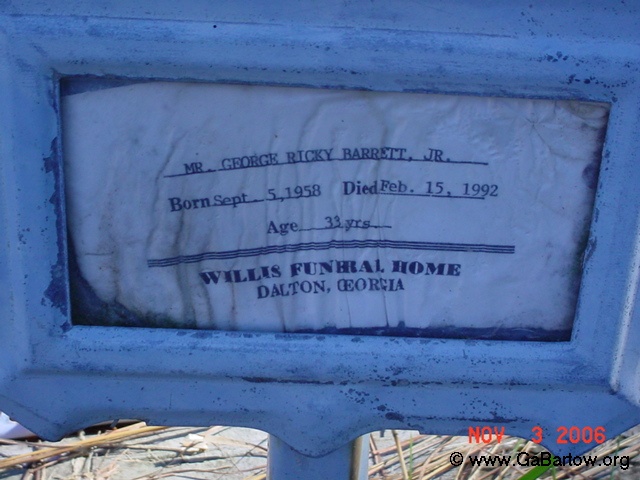 MR. GEORGE RICKY BARRETT, JR.
Born Sept. 5, 1958 Died Feb. 15, 1992
Age 33 yrs
WILLIS FUNERAL HOME
DALTON, GEORGIA
NOV 3 2006
© www.GaBartow.org